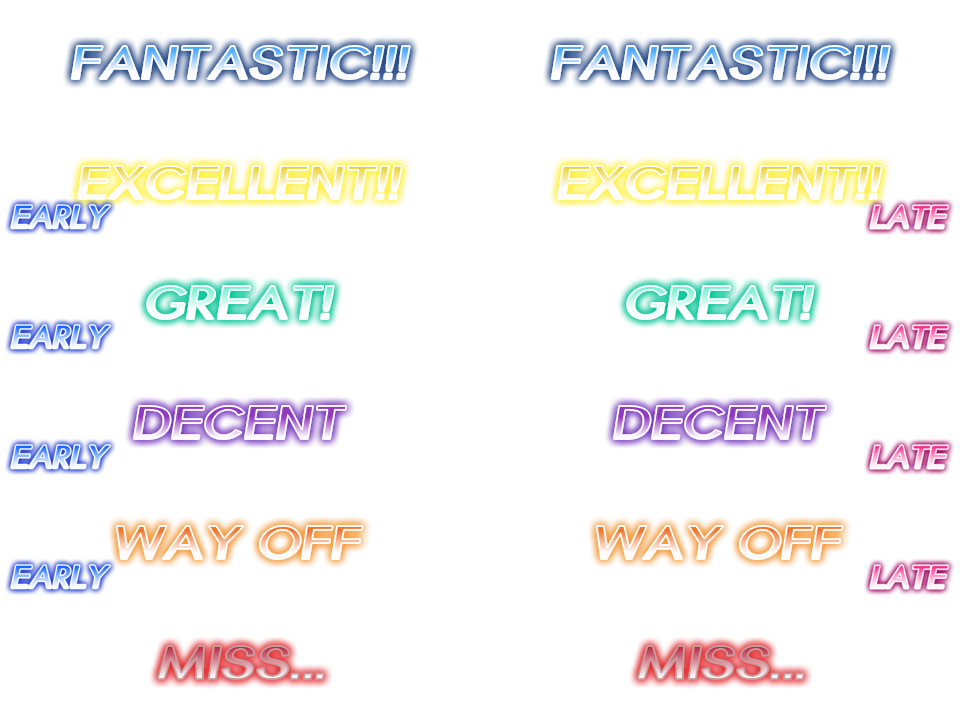 FANTASTIC!!! FANTASTIC!!!
EXCELLENT!! EXCELLENT!!
EARLY LATE
GREAT! GREAT!
EARLY LATE
DECENT DECENT
EARLY LATE
WAY OFF WAY OFF
EARLY LATE
MISS... MISS...